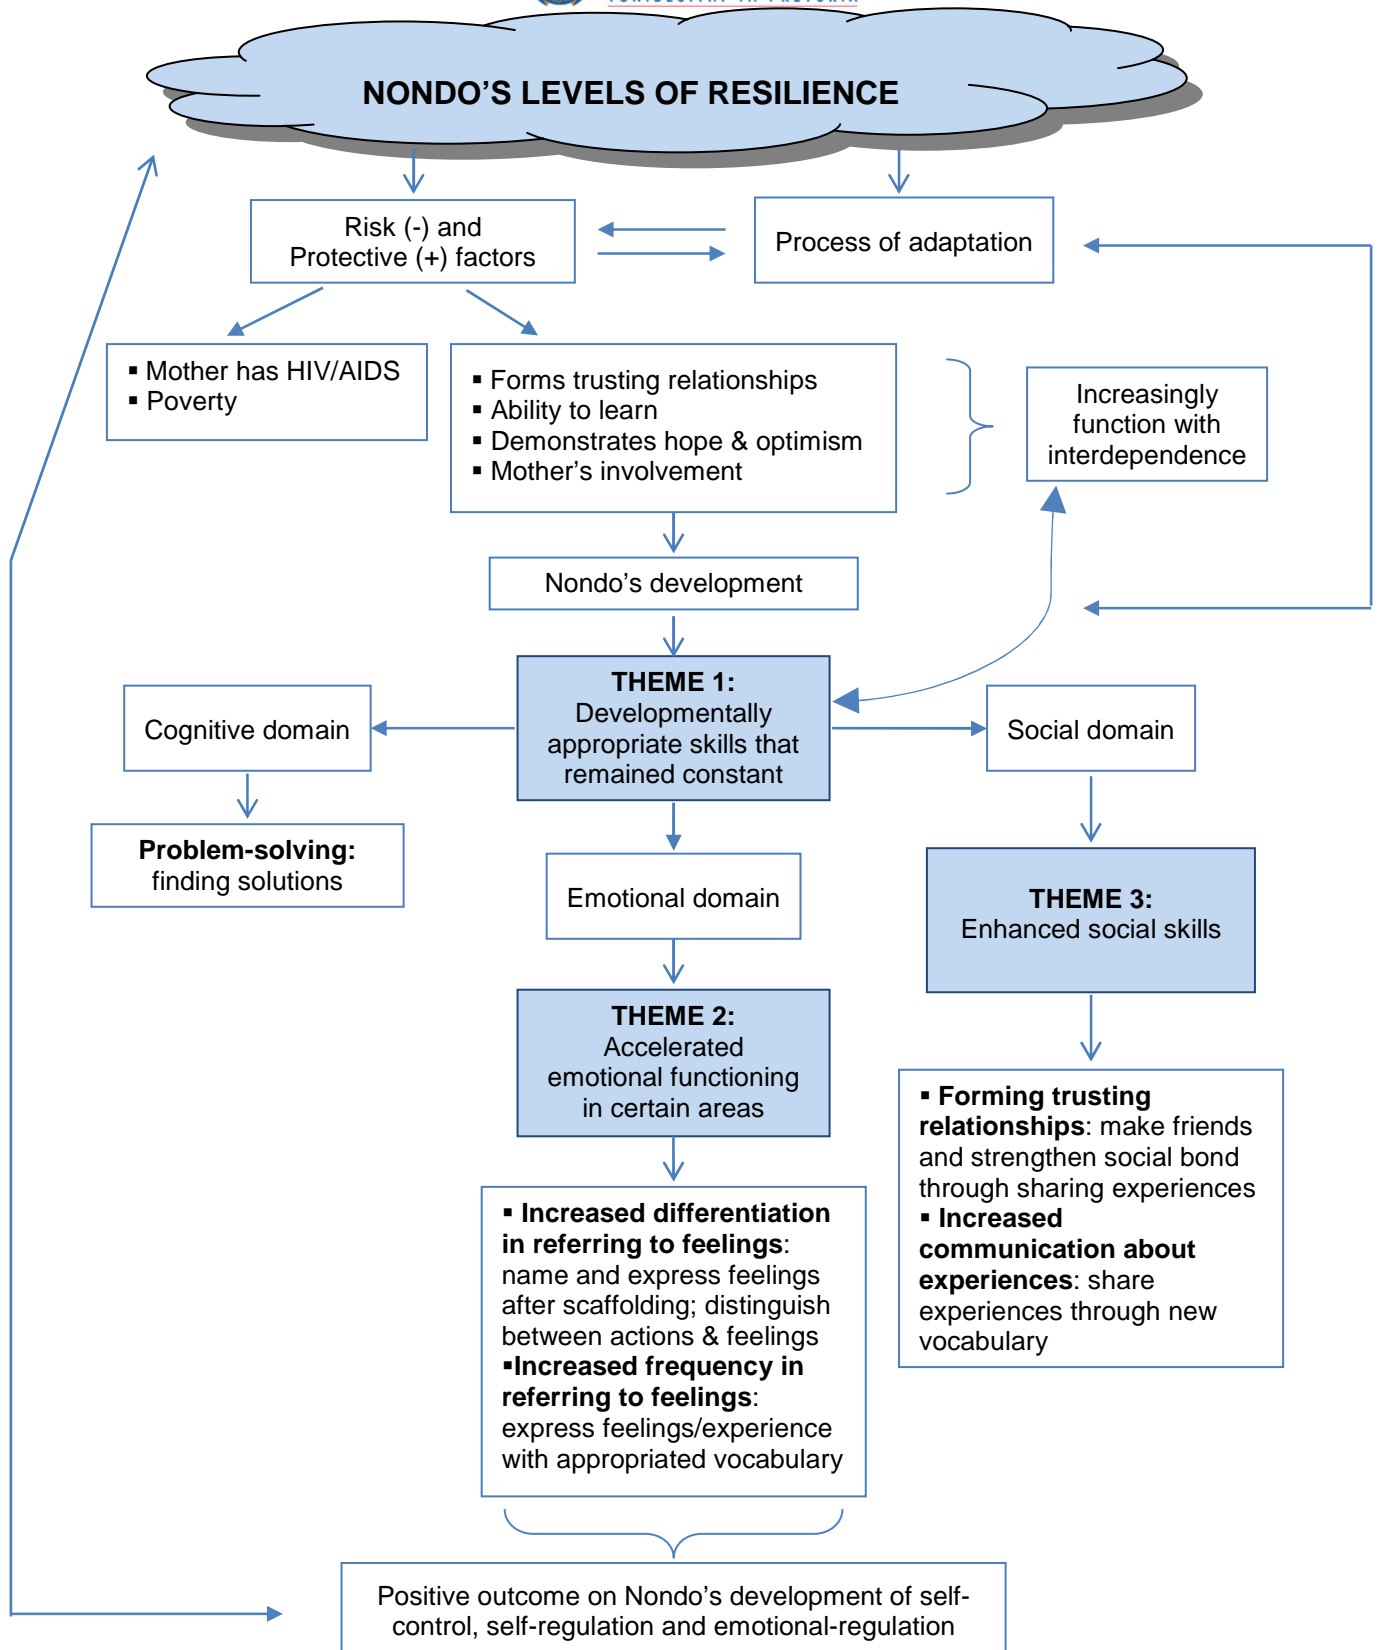 NONDO’S LEVELS OF RESILIENCE
Risk (-) and
Protective (+) factors
Process of adaptation
▪ Mother has HIV/AIDS
▪ Poverty
▪ Forms trusting relationships
▪ Ability to learn
▪ Demonstrates hope & optimism
▪ Mother’s involvement
Increasingly
function with
interdependence
Nondo’s development
THEME 1:
Developmentally
appropriate skills that
remained constant
Cognitive domain
Social domain
Problem-solving:
finding solutions
Emotional domain
THEME 3:
Enhanced social skills
THEME 2:
Accelerated
emotional functioning
in certain areas
▪ Forming trusting
relationships: make friends
and strengthen social bond
through sharing experiences
▪ Increased
communication about
experiences: share
experiences through new
vocabulary
▪ Increased differentiation
in referring to feelings:
name and express feelings
after scaffolding; distinguish
between actions & feelings
▪Increased frequency in
referring to feelings:
express feelings/experience
with appropriated vocabulary
Positive outcome on Nondo’s development of self-
control, self-regulation and emotional-regulation